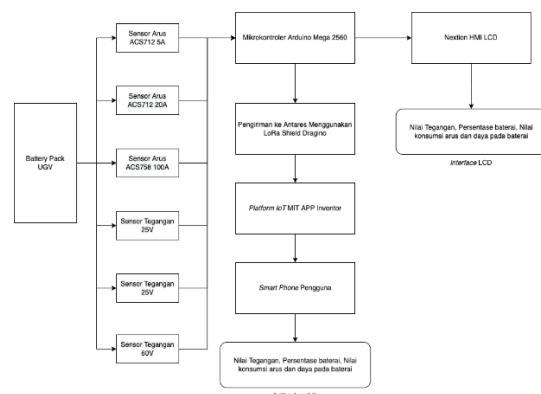 Battery Pack
UGV
Sensor Arus
ACS712 5A
Sensor Arus
ACS712 20A
Sensor Arus
ACS758 100A
Sensor Tegangan
25V
Sensor Tegangan
25V
Sensor Tegangan
60V
Mikrokontroler Arduino Mega 2560
Pengiriman ke Antares Menggunakan
LoRa Shield Dragino
Platform IoT MIT APP Inventor
Smart Phone Pengguna
Nilai Tegangan, Persentase baterai, Nilai
konsumsi arus dan daya pada baterai
Nextion HMI LCD
Nilai Tegangan, Persentase baterai, Nilai
konsumsi arus dan daya pada baterai
Interface LCD